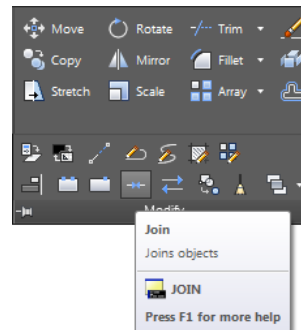 Move Rotate Trim
Copy Mirror Fillet
Stretch Scale Array
Modify
Join
Joins objects
JOIN
Press F1 for more help